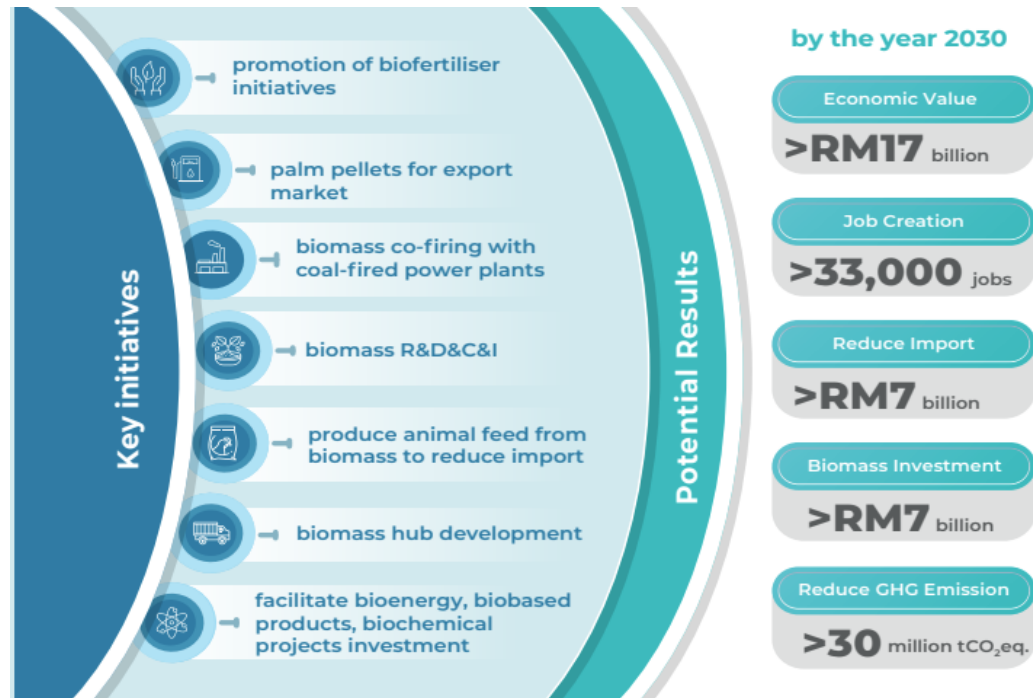 Key initiatives
promotion of biofertiliser
initiatives
palm pellets for export
market
biomass co-firing with
coal-fired power plants
biomass R&D&C&I
produce animal feed from
biomass to reduce import
biomass hub development
facilitate bioenergy, biobased
products, biochemical
projects investment
Potential Results
by the year 2030
Economic Value
>RM17 billion
Job Creation
>33,000 jobs
Reduce Import
>RM7 billion
Biomass Investment
>RM7 billion
Reduce GHG Emission
>30 million tCO₂eq.